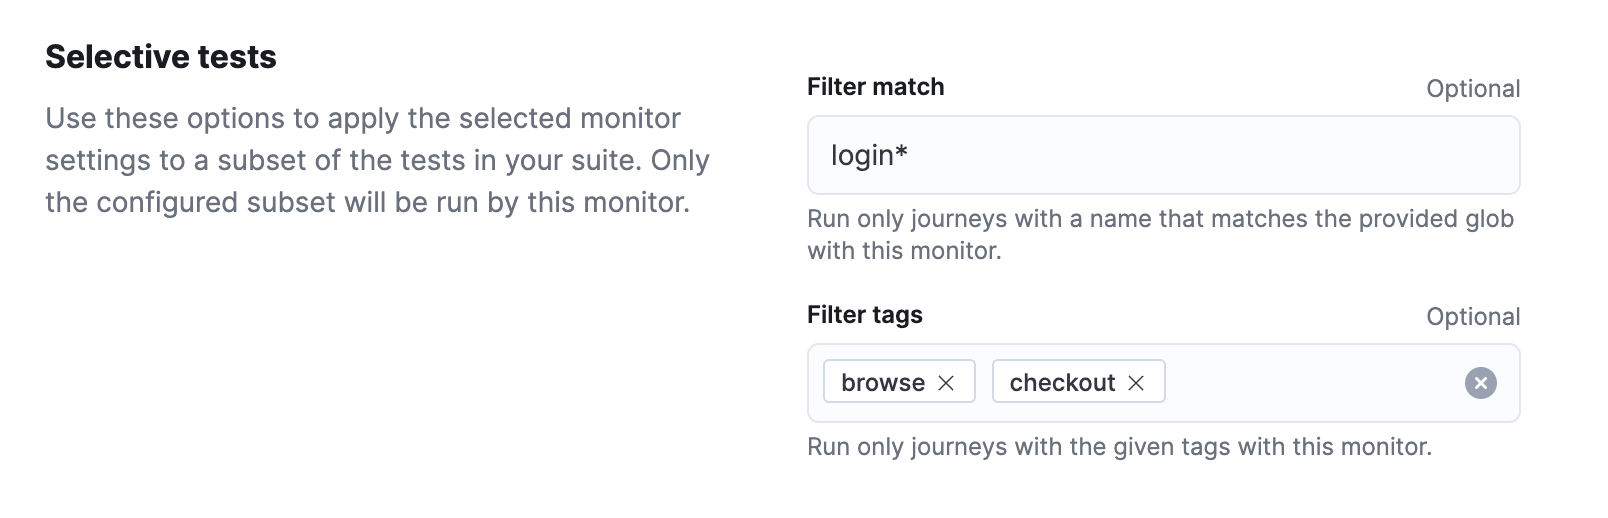 Selective tests
Use these options to apply the selected monitor
settings to a subset of the tests in your suite. Only
the configured subset will be run by this monitor.
Filter match
Optional
login*
Run only journeys with a name that matches the provided glob
with this monitor.
Filter tags
Optional
browse
checkout
Run only journeys with the given tags with this monitor.